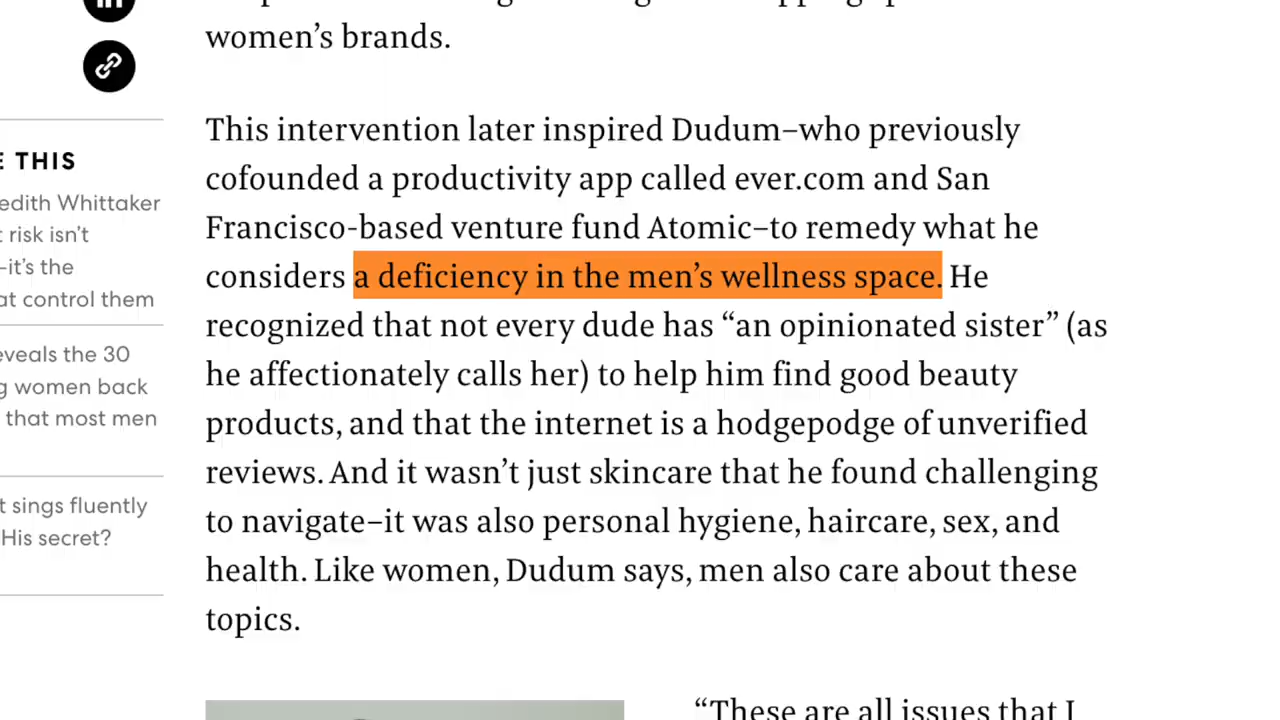 in
women's brands.
This intervention later inspired Dudum–who previously
cofounded a productivity app called ever.com and San
Francisco-based venture fund Atomic–to remedy what he
considers a deficiency in the men's wellness space. He
recognized that not every dude has “an opinionated sister” (as
he affectionately calls her) to help him find good beauty
products, and that the internet is a hodgepodge of unverified
reviews. And it wasn't just skincare that he found challenging
to navigate–it was also personal hygiene, haircare, sex, and
health. Like women, Dudum says, men also care about these
topics.
“These are all issues that I
E THIS
edith Whittaker
risk isn't
–it's the
at control them
eveals the 30
g women back
that most men
t sings fluently
His secret?